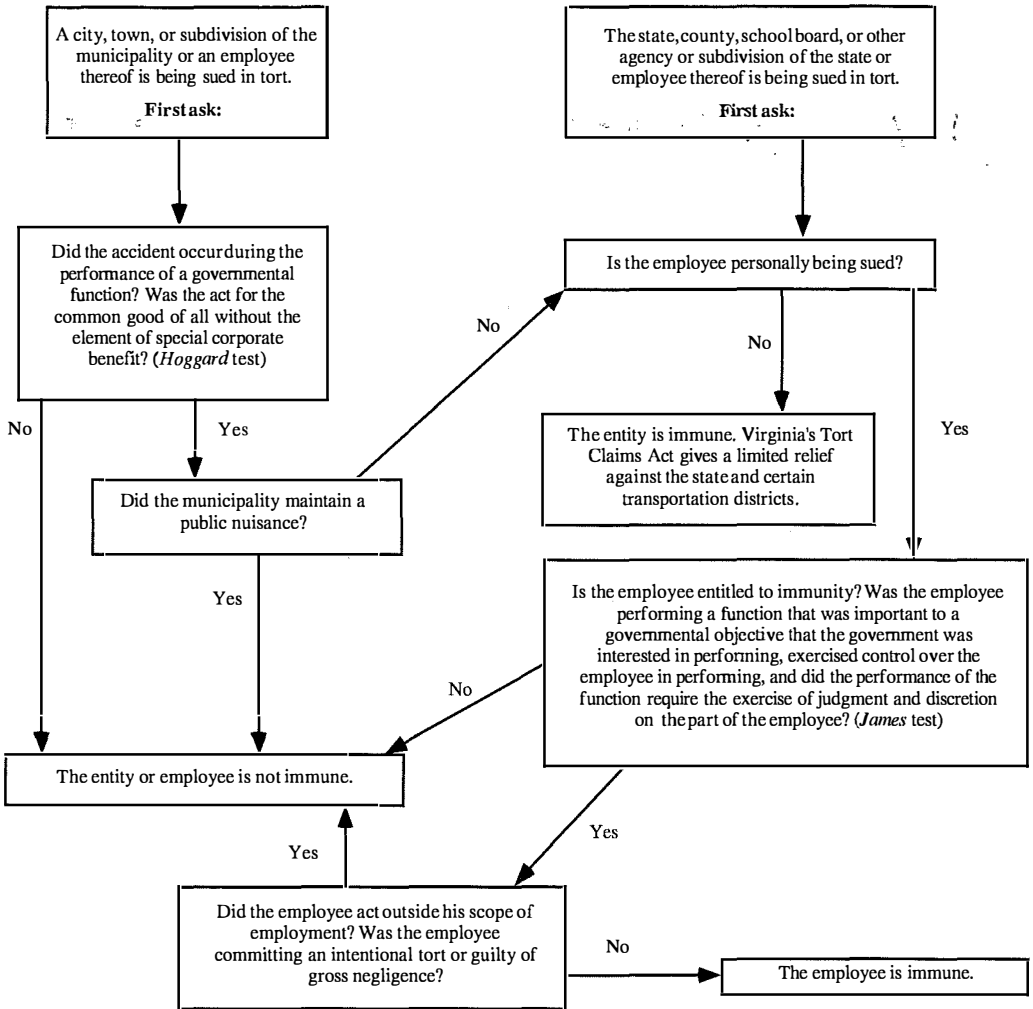 A city, town, or subdivision of the
municipality or an employee
thereof is being sued in tort.
First ask:
The state, county, school board, or other
agency or subdivision of the state or
employee thereof is being sued in tort.
First ask:
Did the accident occur during the
performance of a governmental
function? Was the act for the
common good of all without the
element of special corporate
benefit? (Hoggard test)
Is the employee personally being sued?
No
No
No
Yes
Yes
The entity is immune. Virginia's Tort
Claims Act gives a limited relief
against the state and certain
transportation districts.
Did the municipality maintain a
public nuisance?
Yes
Is the employee entitled to immunity? Was the employee
performing a function that was important to a
governmental objective that the government was
interested in performing, exercised control over the
employee in performing, and did the performance of the
function require the exercise of judgment and discretion
on the part of the employee? (James test)
No
The entity or employee is not immune.
Yes
Yes
Did the employee act outside his scope of
employment? Was the employee
committing an intentional tort or guilty of
gross negligence?
No
The employee is immune.